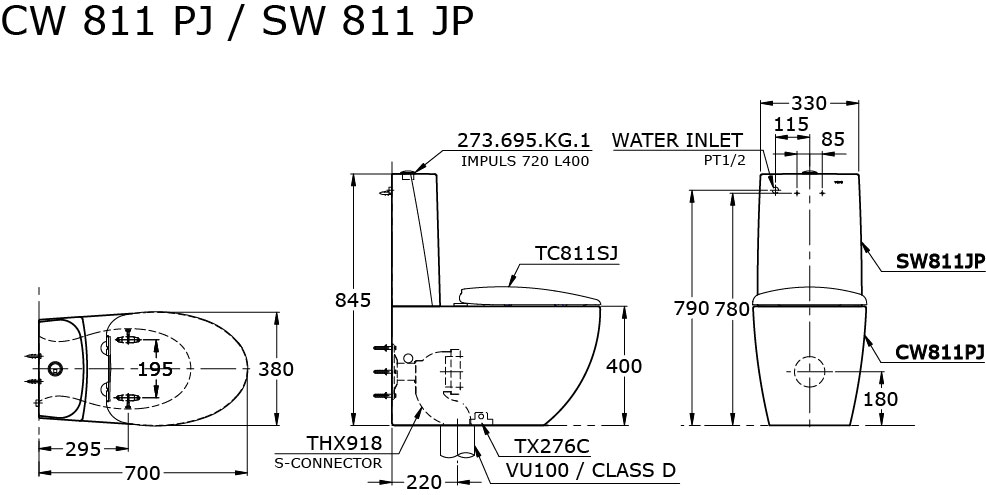 CW 811 PJ / SW 811 JP
330
115
85
273.695.KG.1
IMPULS 720 L400
WATER INLET
PT1/2
TC811SJ
SW811JP
845
790
780
195
380
400
CW811PJ
180
295
700
THX918
S-CONNECTOR
TX276C
VU100 / CLASS D
220